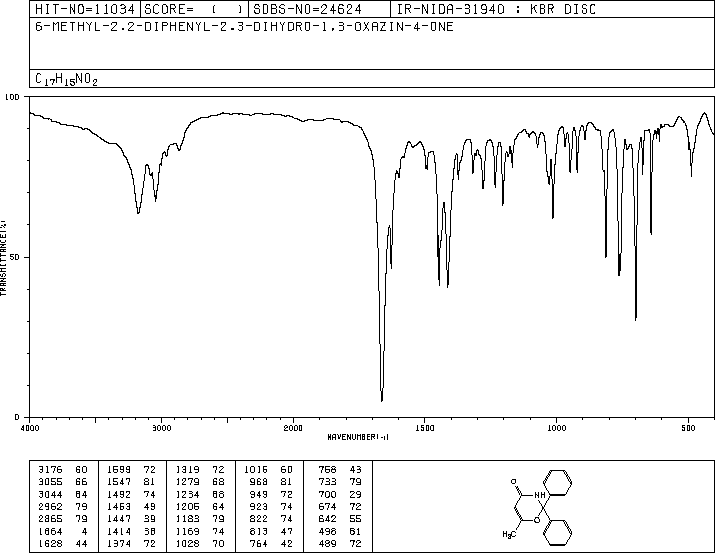 HIT-NO=11034 SCORE= ( ) SDBS-NO=24624 IR-NIDA-31940 : KBR DISC
6-METHYL-2,2-DIPHENYL-2,3-DIHYDRO-1,3-OXAZIN-4-ONE
C17H15NO2
100
50
0
TRANSMITTANCE(%)
4000 3000 2000 1500 1000 500
WAVENUMBER(-1)
3176 60 1599 72 1319 72 1016 60 758 43
3055 66 1547 81 1279 68 968 81 733 79
3044 64 1492 74 1234 68 949 72 700 29
2962 79 1453 49 1205 64 923 74 674 72
2865 79 1447 39 1183 79 822 74 642 55
1664 4 1414 38 1169 74 813 47 498 81
1628 44 1374 72 1028 70 764 42 489 72
O
NH
O
H3C